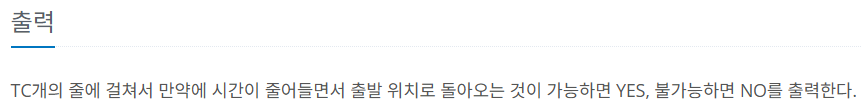 출력
TC개의 줄에 걸쳐서 만약에 시간이 줄어들면서 출발 위치로 돌아오는 것이 가능하면 YES, 불가능하면 NO를 출력한다.